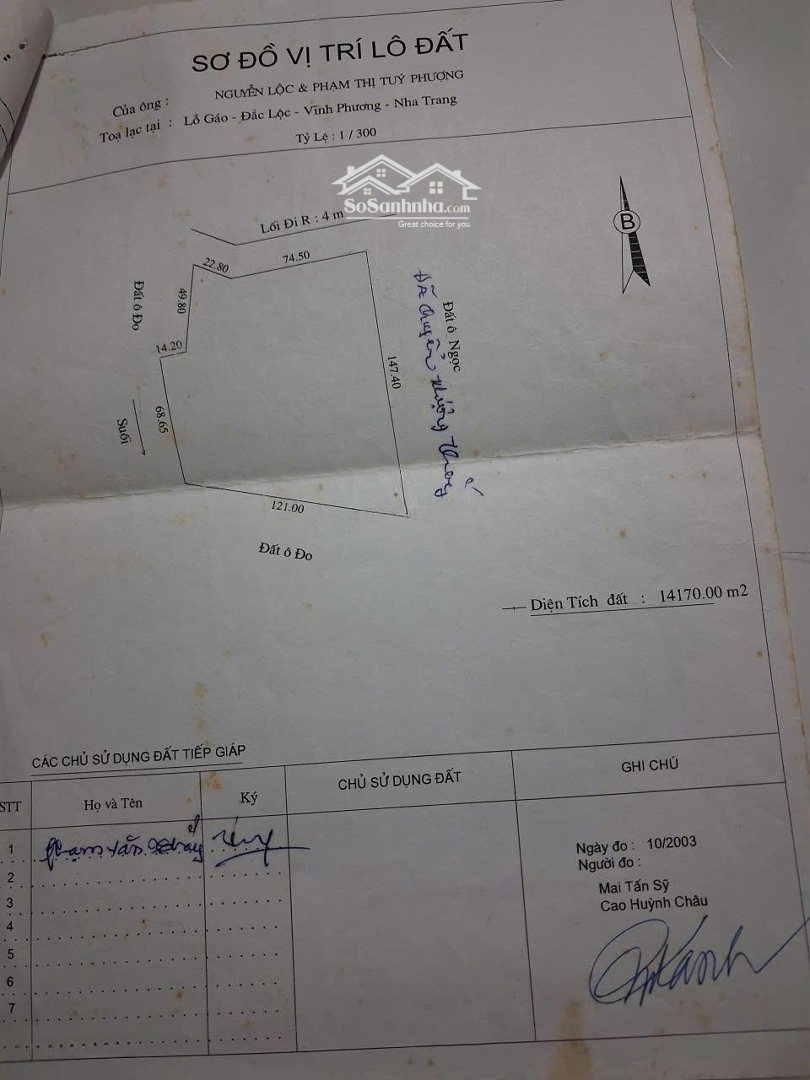 SƠ ĐỒ VỊ TRÍ LÔ ĐẤT
Của ông : NGUYỄN LỘC & PHẠM THỊ TUÝ PHƯỢNG
Toạ lạc tại : Lỗ Gáo - Đắc Lộc - Vĩnh Phương - Nha Trang
Tỷ Lệ : 1 / 300
SoSanhnha.com
Great choice for you
Lối Đi R : 4 m
B
22.80
74.50
Đất ô Đo
49.80
14.20
Suối
68.65
147.40
Đất ô Ngọc
Đã chuyển nhượng
121.00
Đất ô Đo
Diện Tích đất : 14170.00 m2
CÁC CHỦ SỬ DỤNG ĐẤT TIẾP GIÁP
STT Họ và Tên Ký CHỦ SỬ DỤNG ĐẤT GHI CHÚ
1 Phạm Văn
2
3
4
5
6
7
Ngày đo : 10/2003
Người đo :
Mai Tấn Sỹ
Cao Huỳnh Châu